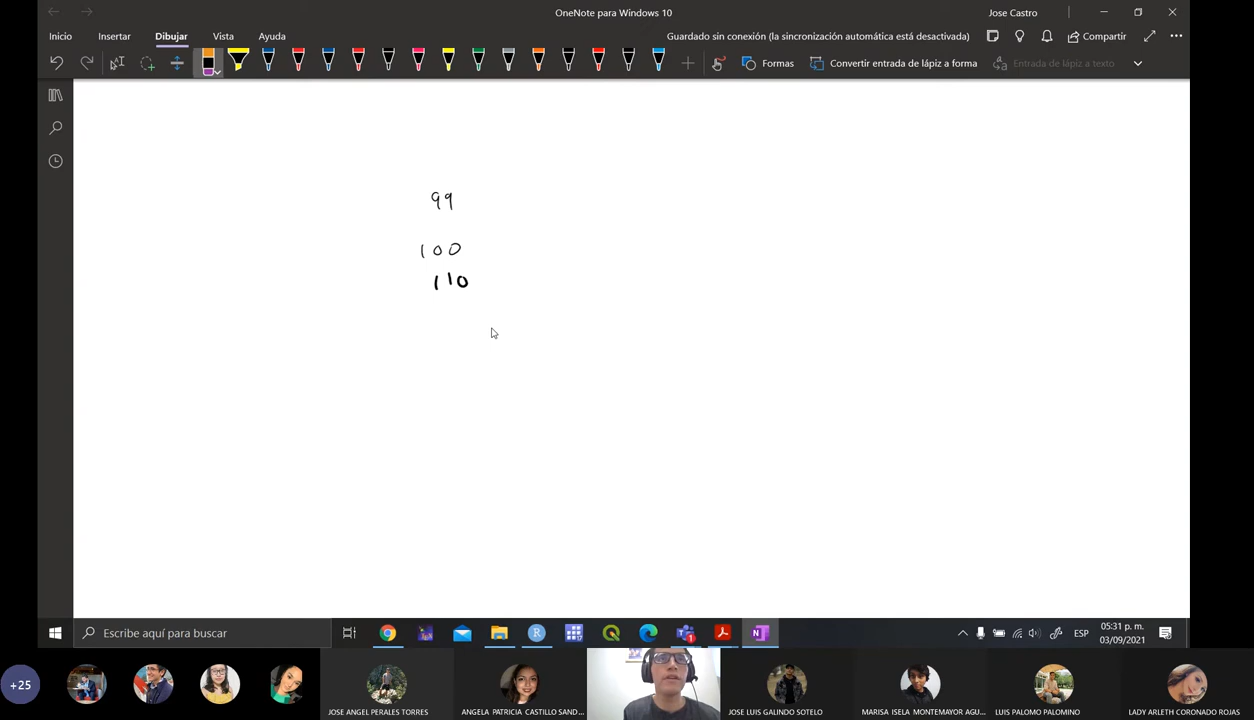 OneNote para Windows 10
Jose Castro
Inicio Insertar Dibujar Vista Ayuda
Guardado sin conexión (la sincronización automática está desactivada)
Compartir
Formas
Convertir entrada de lápiz a forma
Entrada de lápiz a texto
99
100
110
Escribe aquí para buscar
17
1
N
ESP
05:31 p. m.
03/09/2021
+25
JOSE ANGEL PERALES TORRES
ANGELA PATRICIA CASTILLO SAND...
JOSE LUIS GALINDO SOTELO
MARISA ISELA MONTEMAYOR AGU...
LUIS PALOMO PALOMINO
LADY ARLETH CORONADO ROJAS